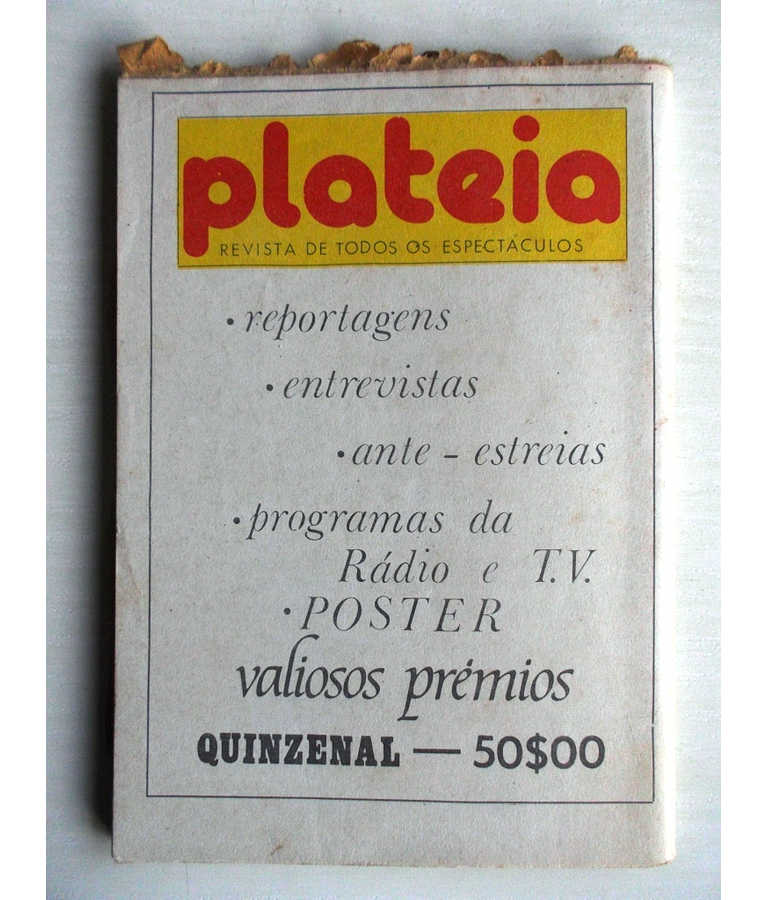 plateia
REVISTA DE TODOS OS ESPECTÁCULOS
• reportagens
• entrevistas
• ante - estreias
• programas da
Rádio e T.V.
• POSTER
valiosos prémios
QUINZENAL — 50$00